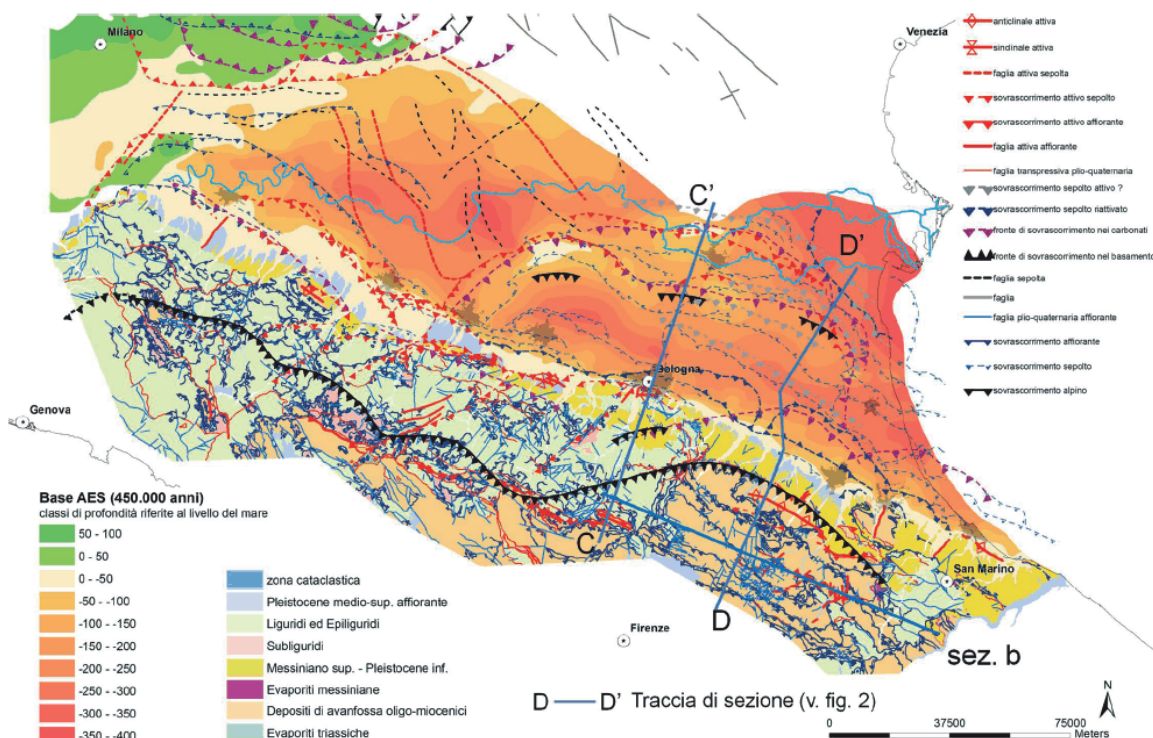 Milano
Venezia
Genova
Bologna
Firenze
San Marino
C'
D'
C
D
sez. b
anticlinale attiva
sindinale attiva
faglia attiva sepolta
sovrascorrimento attivo sepolto
sovrascorrimento attivo affiorante
faglia attiva affiorante
faglia transpressiva plio-quaternaria
sovrascorrimento sepolto attivo ?
sovrascorrimento sepolto riattivato
fronte di sovrascorrimento nei carbonati
fronte di sovrascorrimento nel basamento
faglia sepolta
faglia
faglia plio-quaternaria affiorante
sovrascorrimento affiorante
sovrascorrimento sepolto
sovrascorrimento alpino
Base AES (450.000 anni)
classi di profondità riferite al livello del mare
50 - 100
0 - 50
0 - -50
-50 - -100
-100 - -150
-150 - -200
-200 - -250
-250 - -300
-300 - -350
-350 - -400
zona cataclastica
Pleistocene medio-sup. affiorante
Liguridi ed Epiliguridi
Subliguridi
Messiniano sup. - Pleistocene inf.
Evaporiti messiniane
Depositi di avanfossa oligo-miocenici
Evaporiti triassiche
D D' Traccia di sezione (v. fig. 2)
N
0 37500 75000
Meters